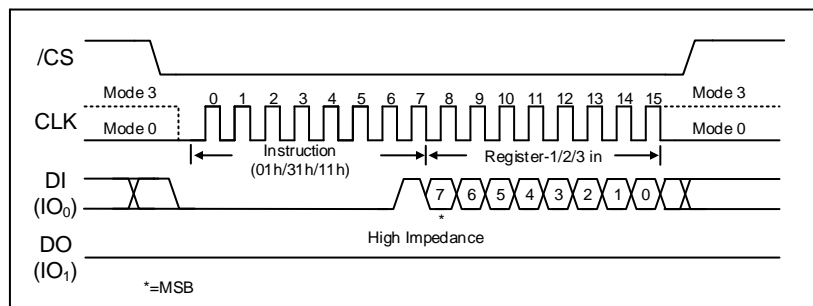 /CS
Mode 3 0 1 2 3 4 5 6 7 8 9 10 11 12 13 14 15 Mode 3
CLK Mode 0 Mode 0
Instruction (01h/31h/11h) Register-1/2/3 in
DI (IO0) 7 6 5 4 3 2 1 0
*
High Impedance
DO (IO1)
*=MSB